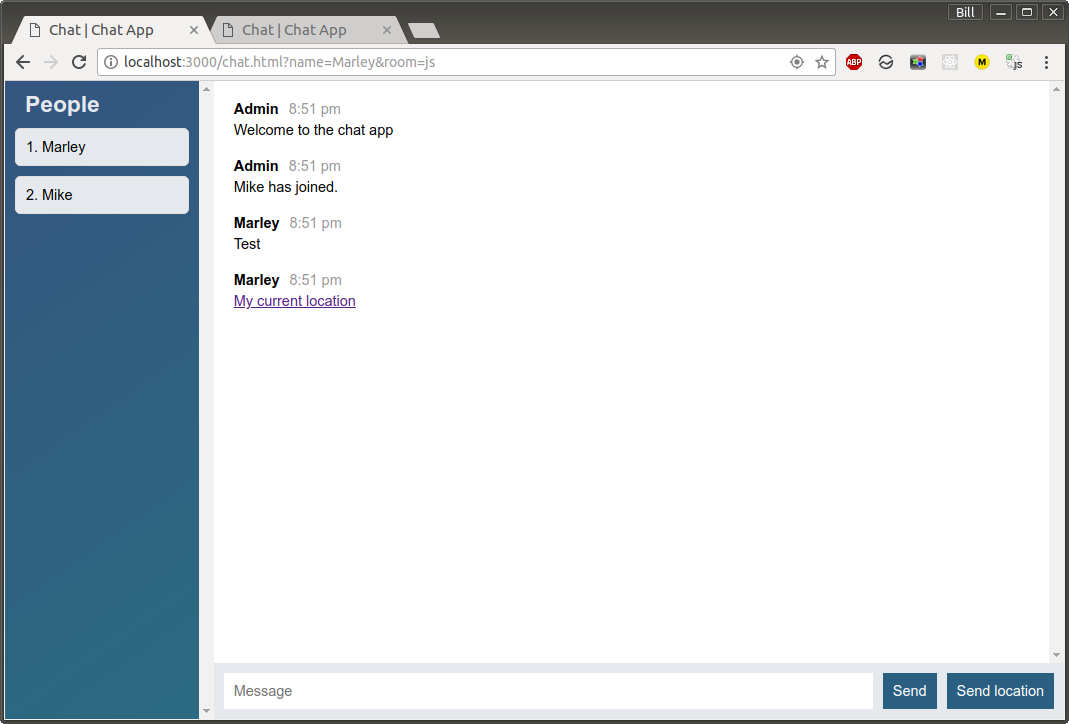 Bill
Chat | Chat App
Chat | Chat App
localhost:3000/chat.html?name=Marley&room=js
ABP
M
js
People
1. Marley
2. Mike
Admin 8:51 pm
Welcome to the chat app
Admin 8:51 pm
Mike has joined.
Marley 8:51 pm
Test
Marley 8:51 pm
My current location
Message
Send
Send location